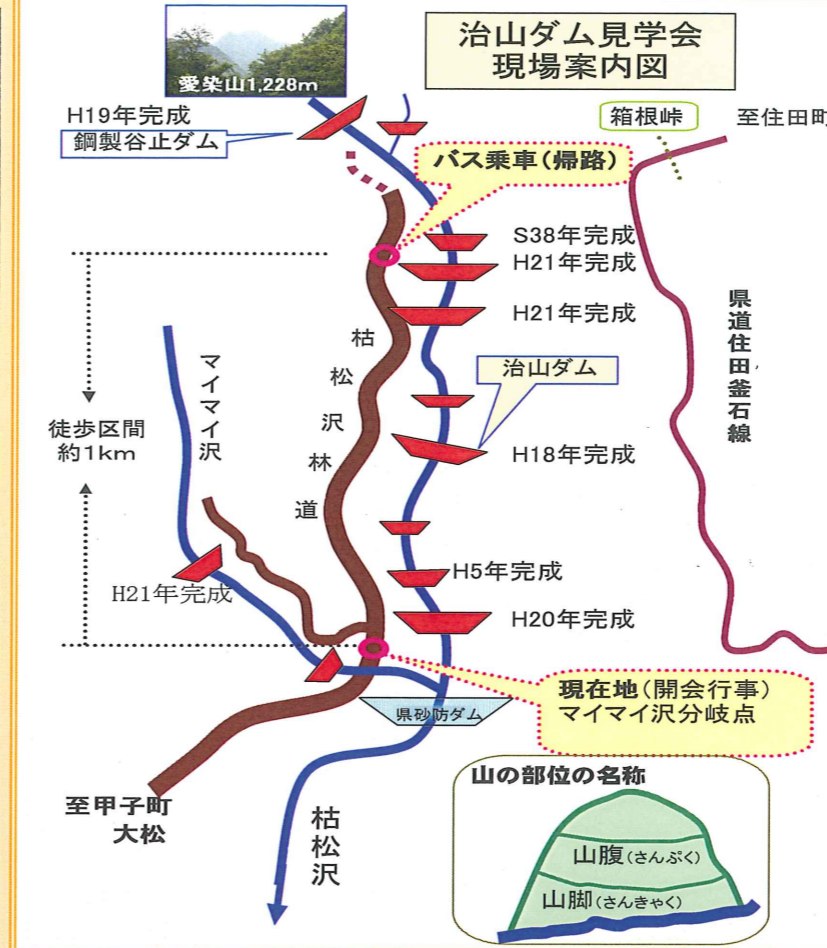 治山ダム見学会
現場案内図
愛染山1,228m
H19年完成
鋼製谷止ダム
箱根峠
至住田町
バス乗車(帰路)
S38年完成
H21年完成
H21年完成
県道住田釜石線
枯松沢林道
マイマイ沢
治山ダム
徒歩区間
約1km
H18年完成
H5年完成
H21年完成
H20年完成
現在地(開会行事)
マイマイ沢分岐点
県砂防ダム
至甲子町
大松
枯松沢
山の部位の名称
山腹(さんぷく)
山脚(さんきゃく)